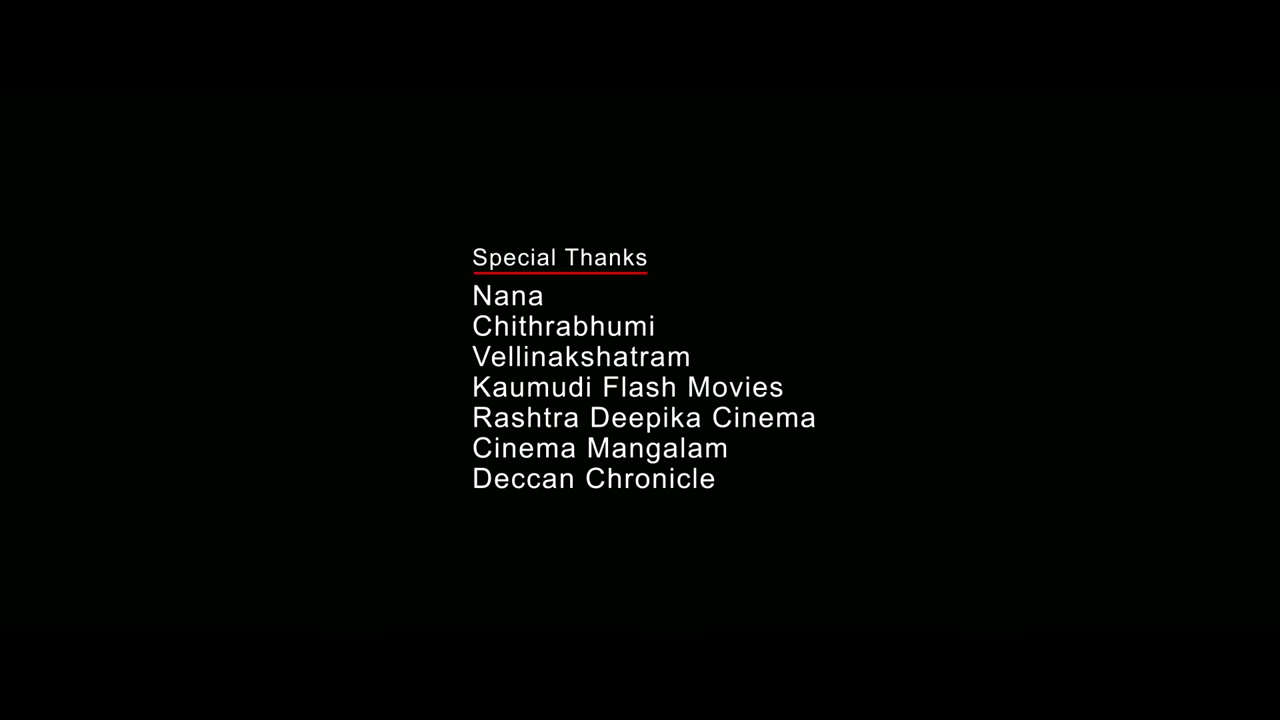 Special Thanks
Nana
Chithrabhumi
Vellinakshatram
Kaumudi Flash Movies
Rashtra Deepika Cinema
Cinema Mangalam
Deccan Chronicle